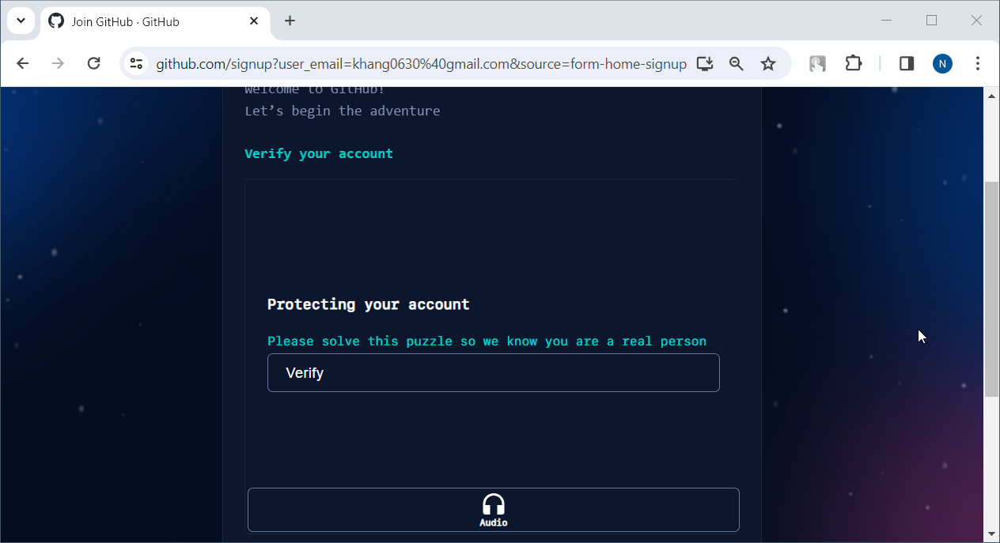 Join GitHub · GitHub
github.com/signup?user_email=khang0630%40gmail.com&source=form-home-signup
N
Welcome to GitHub!
Let’s begin the adventure
Verify your account
Protecting your account
Please solve this puzzle so we know you are a real person
Verify
Audio